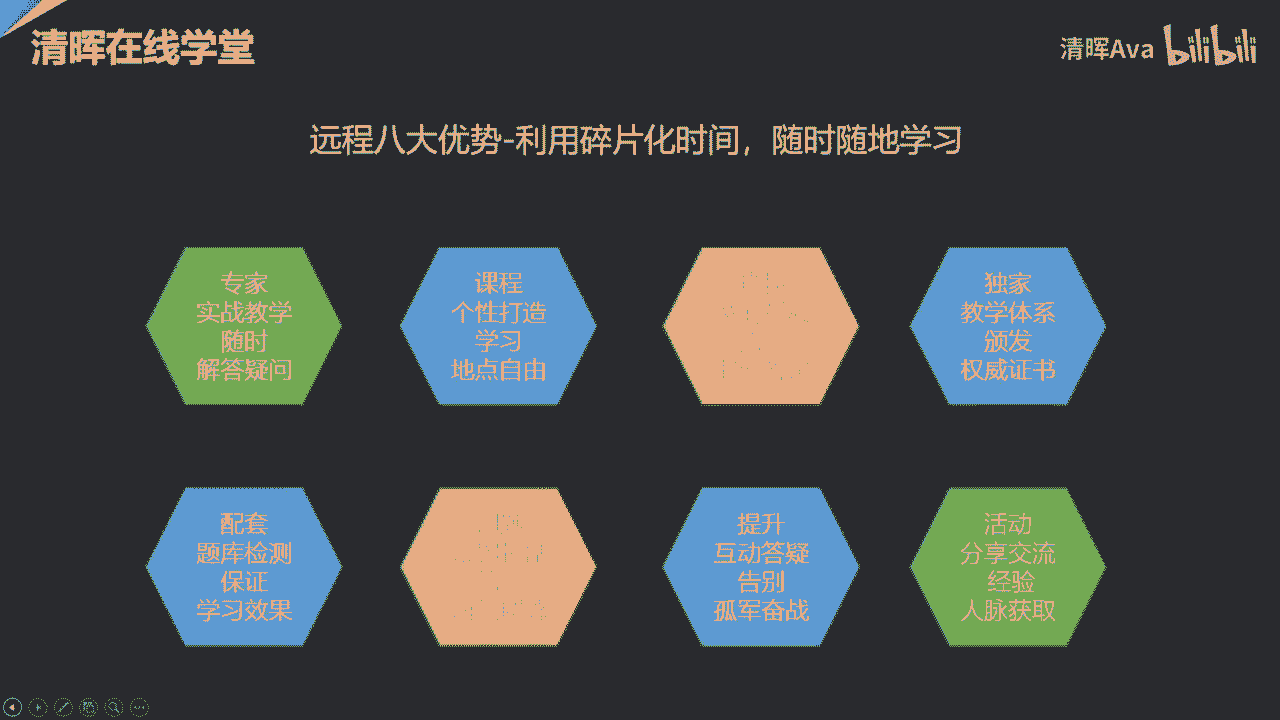 清晖在线学堂
清晖Ava bilibili
远程八大优势-利用碎片化时间，随时随地学习
专家
实战教学
随时
解答疑问
课程
个性打造
学习
地点自由
独家
教学体系
颁发
权威证书
配套
题库检测
保证
学习效果
提升
互动答疑
告别
孤军奋战
活动
分享交流
经验
人脉获取